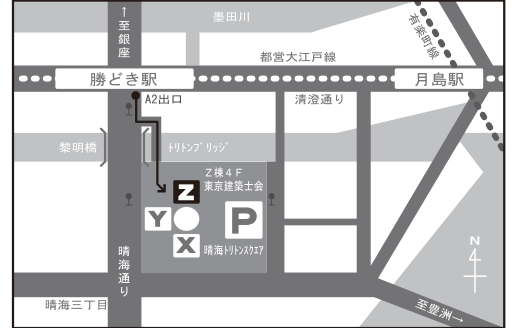 ↑至銀座
墨田川
有楽町線
都営大江戸線
勝どき駅
月島駅
A2出口
清澄通り
黎明橋
トリトンブリッジ
Z棟4F
東京建築士会
Z
Y
X
P
晴海トリトンスクエア
晴海通り
晴海三丁目
N
4
至豊洲→